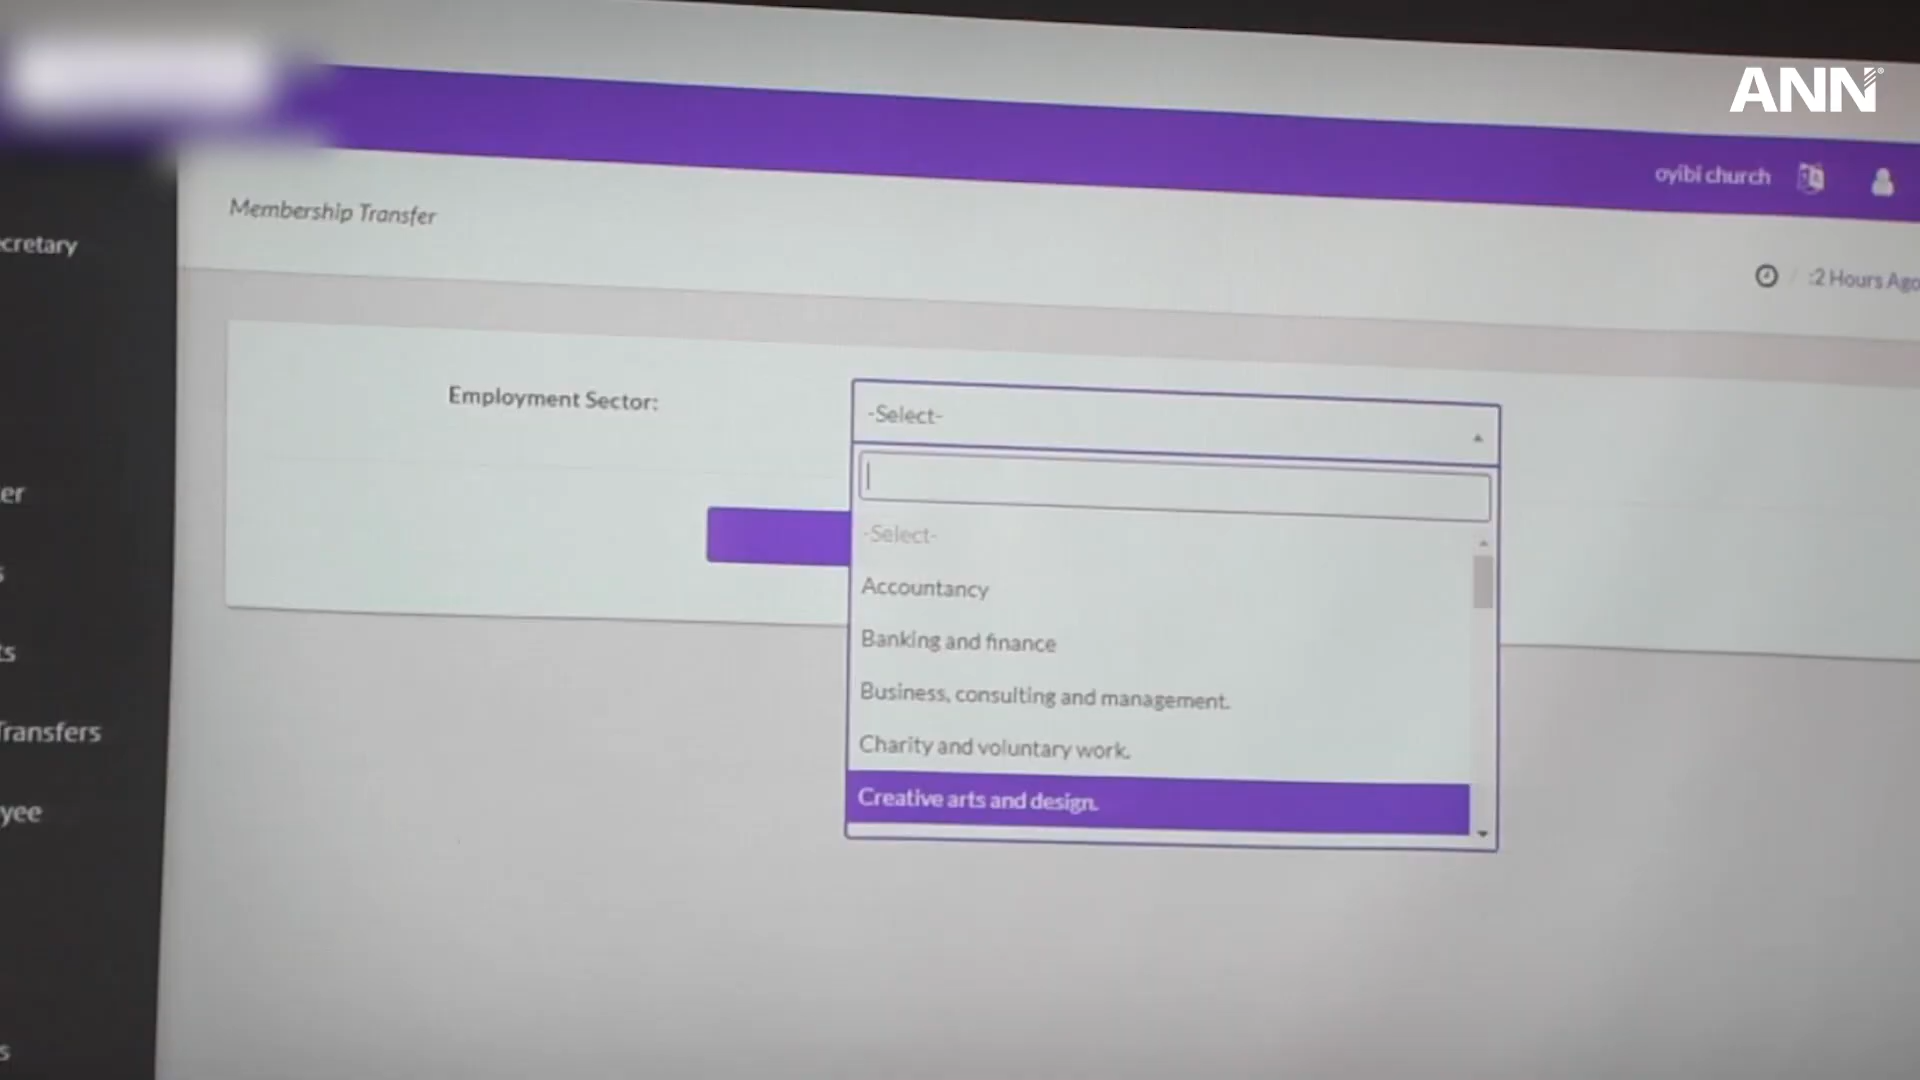 ANN
oyibi church
Membership Transfer
:2 Hours Ago
cretary
er
s
ts
Transfers
yee
s
Employment Sector:
-Select-
-Select-
Accountancy
Banking and finance
Business, consulting and management.
Charity and voluntary work.
Creative arts and design.